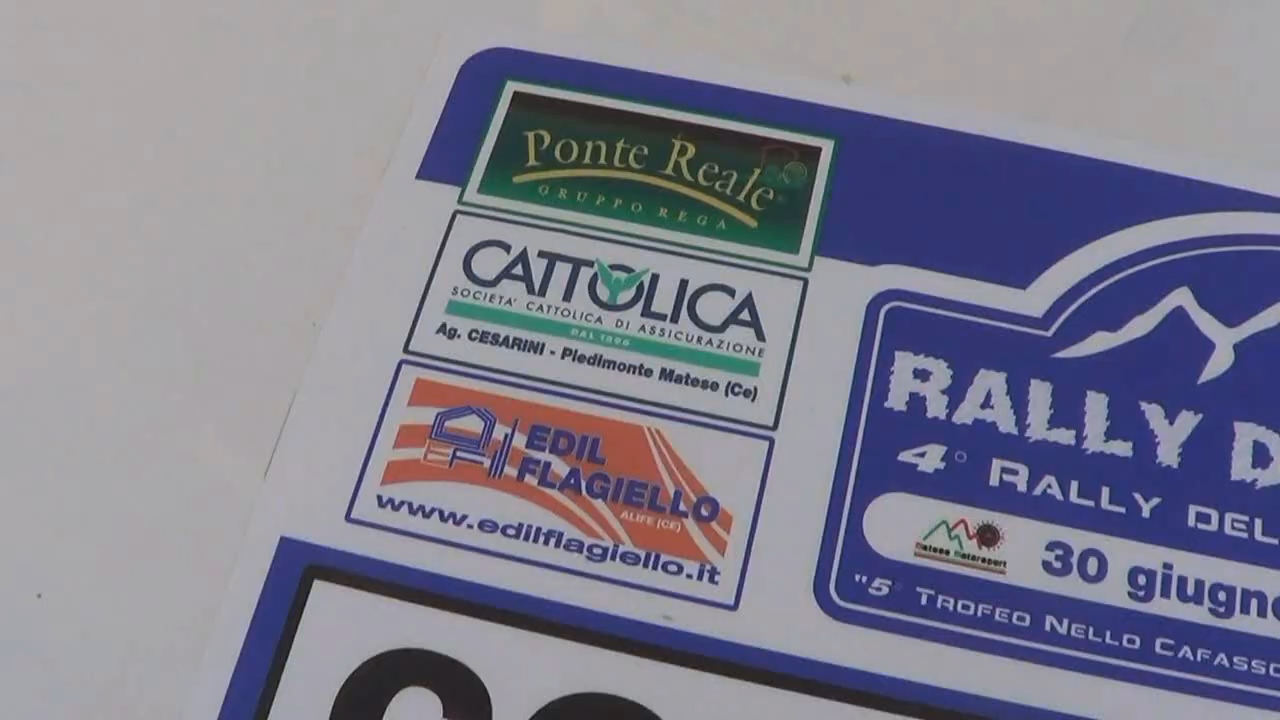 Ponte Reale
GRUPPO REGA
CATTOLICA
SOCIETA' CATTOLICA DI ASSICURAZIONE
DAL 1896
Ag. CESARINI - Piedimonte Matese (Ce)
EDIL
FLAGIELLO
ALIFE (CE)
www.edilflagiello.it
RALLY D
4° RALLY DEL
Matese Motorsport
30 giugno
"5° TROFEO NELLO CAFASSO